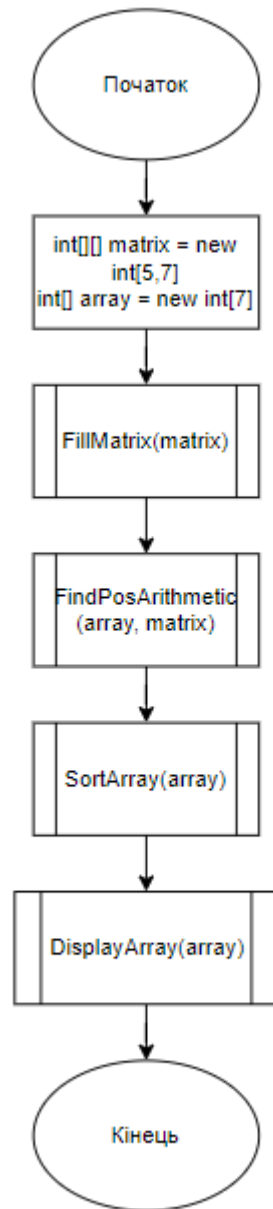 Початок
int[][] matrix = new
int[5,7]
int[] array = new int[7]
FillMatrix(matrix)
FindPosArithmetic
(array, matrix)
SortArray(array)
DisplayArray(array)
Кінець